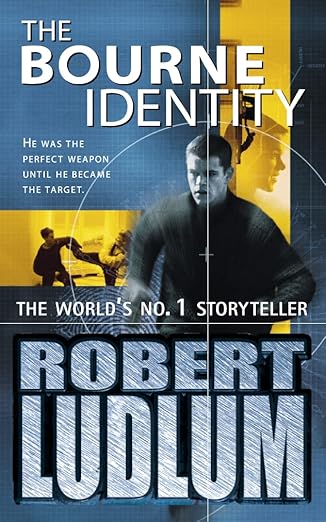 THE
BOURNE
IDENTITY
HE WAS THE
PERFECT WEAPON
UNTIL HE BECAME
THE TARGET.
THE WORLD'S NO. 1 STORYTELLER
ROBERT
LUDLUM